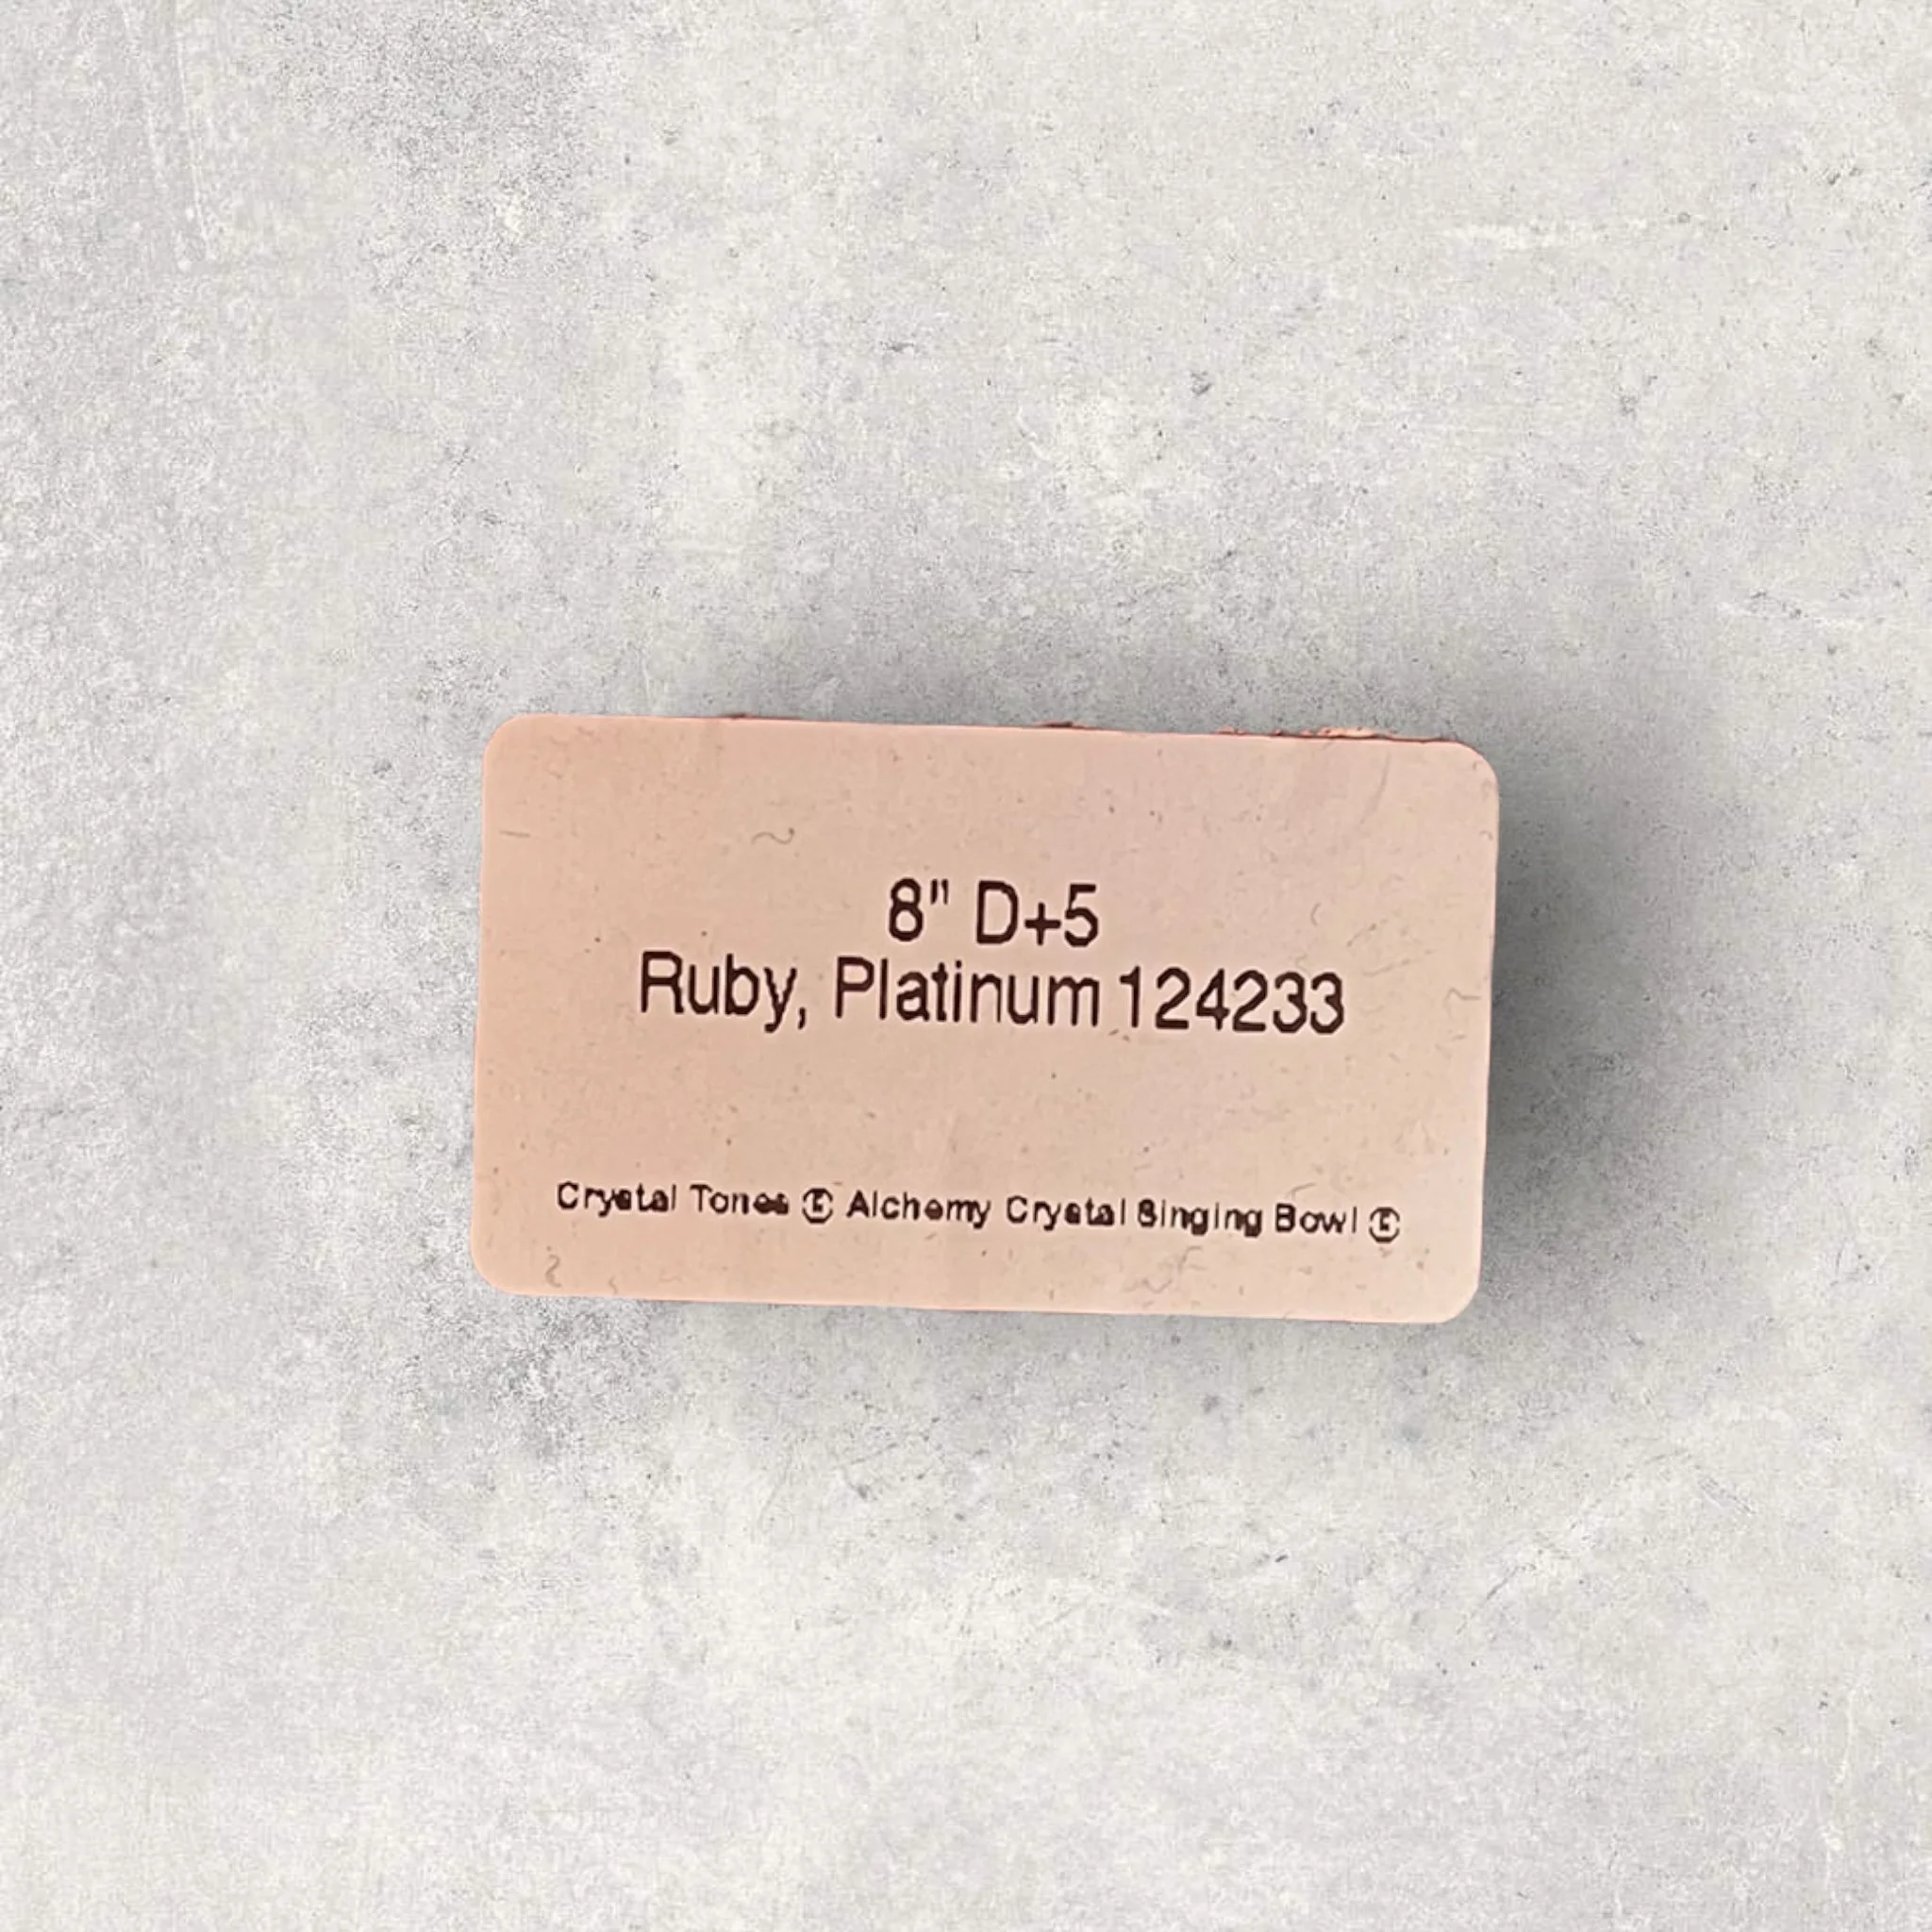 8" D+5
Ruby, Platinum 124233
Crystal Tones ® Alchemy Crystal Singing Bowl ®